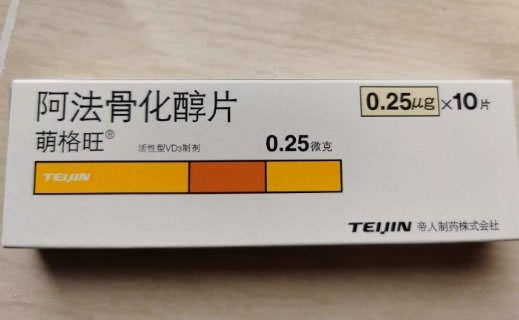 阿法骨化醇片
0.25μg×10片
萌格旺®
活性型VD3制剂
0.25微克
TEIJIN
TEIJIN 帝人制药株式会社